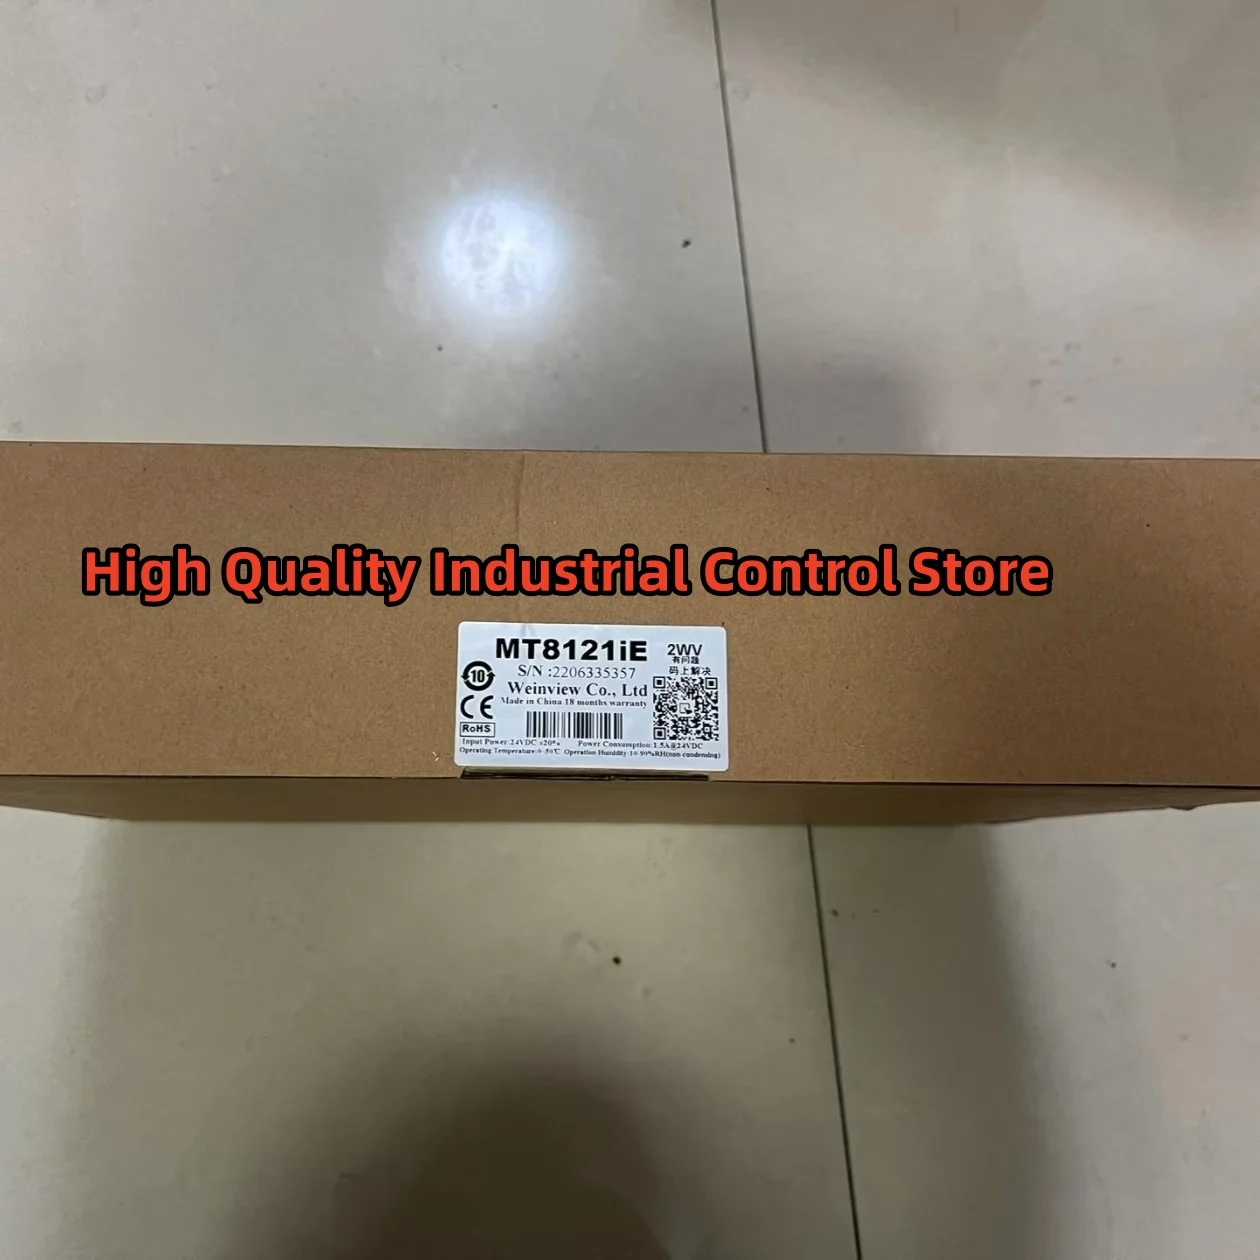 High Quality Industrial Control Store
MT8121iE
2WV
有问题
码上解决
S/N :2206335357
Weinview Co., Ltd
Made in China 18 months warranty
10
CE
RoHS
Input Power:24VDC ±20%
Power Consumption:1.5A@24VDC
Operating Temperature:0~50℃ Operation Humidity:10-90%RH(non-condensing)